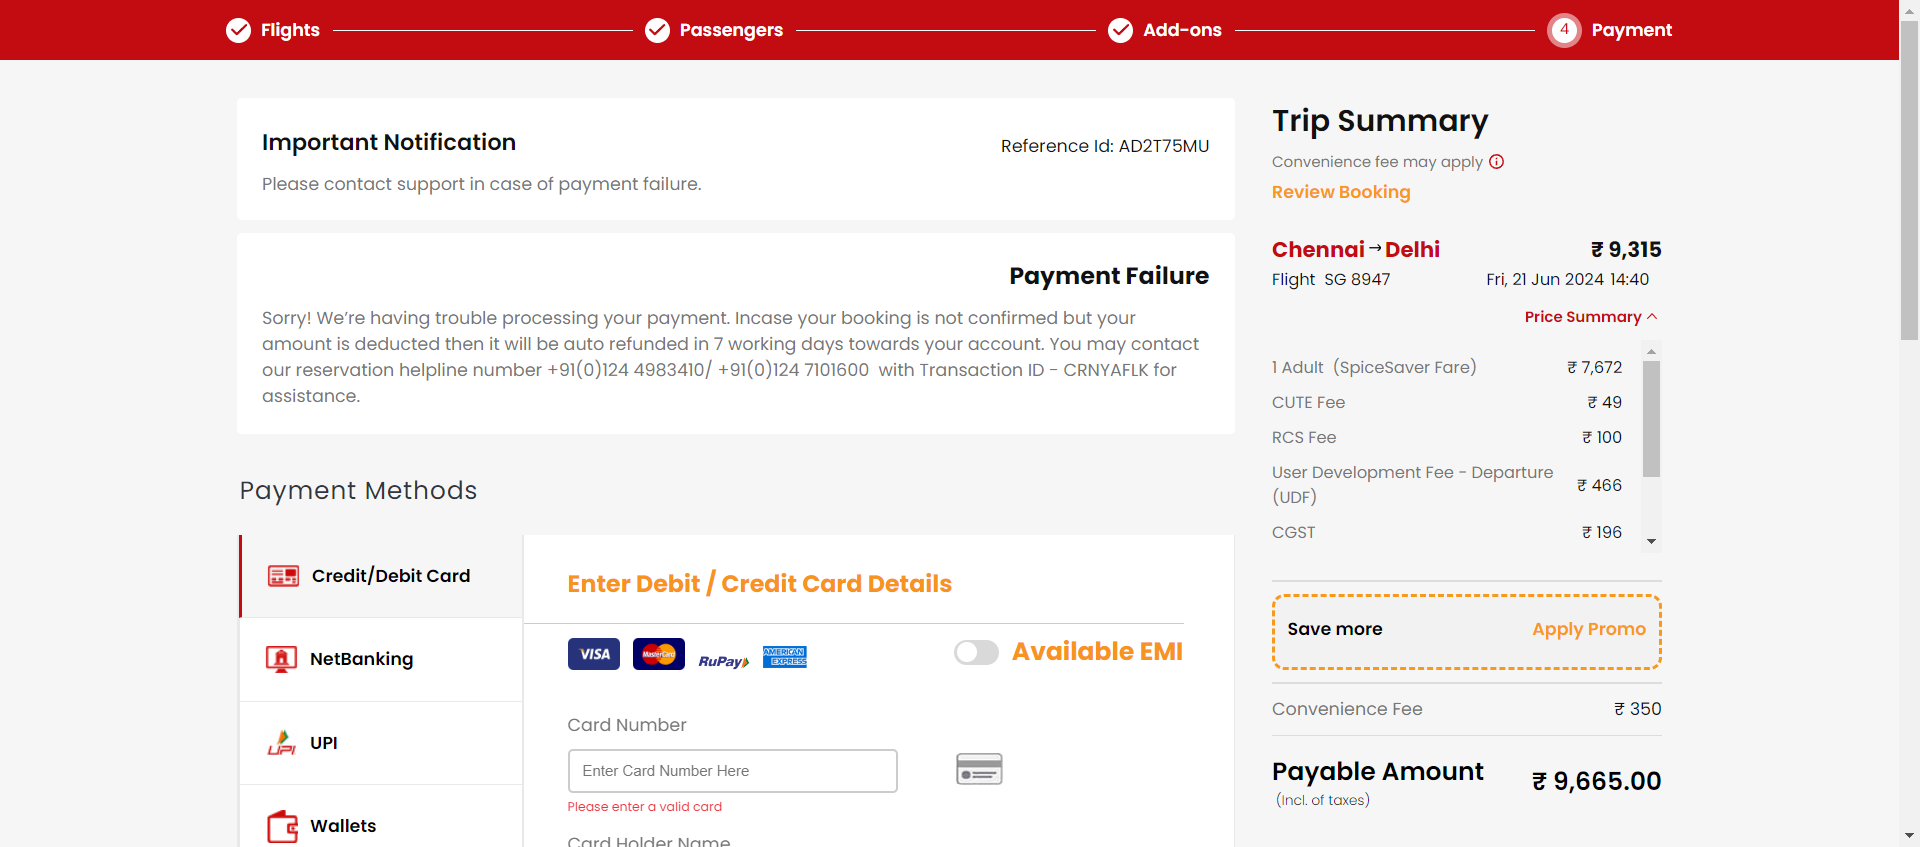 Flights
Passengers
Add-ons
4 Payment
Important Notification
Reference Id: AD2T75MU
Please contact support in case of payment failure.
Payment Failure
Sorry! We’re having trouble processing your payment. Incase your booking is not confirmed but your
amount is deducted then it will be auto refunded in 7 working days towards your account. You may contact
our reservation helpline number +91(0)124 4983410/ +91(0)124 7101600 with Transaction ID - CRNYAFLK for
assistance.
Payment Methods
Credit/Debit Card
NetBanking
UPI
UPI
Wallets
Enter Debit / Credit Card Details
VISA
MasterCard
RuPay
AMERICAN
EXPRESS
Available EMI
Card Number
Enter Card Number Here
Please enter a valid card
Card Holder Name
Trip Summary
Convenience fee may apply
Review Booking
Chennai → Delhi ₹ 9,315
Flight SG 8947 Fri, 21 Jun 2024 14:40
Price Summary
1 Adult (SpiceSaver Fare) ₹ 7,672
CUTE Fee ₹ 49
RCS Fee ₹ 100
User Development Fee - Departure
(UDF) ₹ 466
CGST ₹ 196
Save more Apply Promo
Convenience Fee ₹ 350
Payable Amount ₹ 9,665.00
(Incl. of taxes)